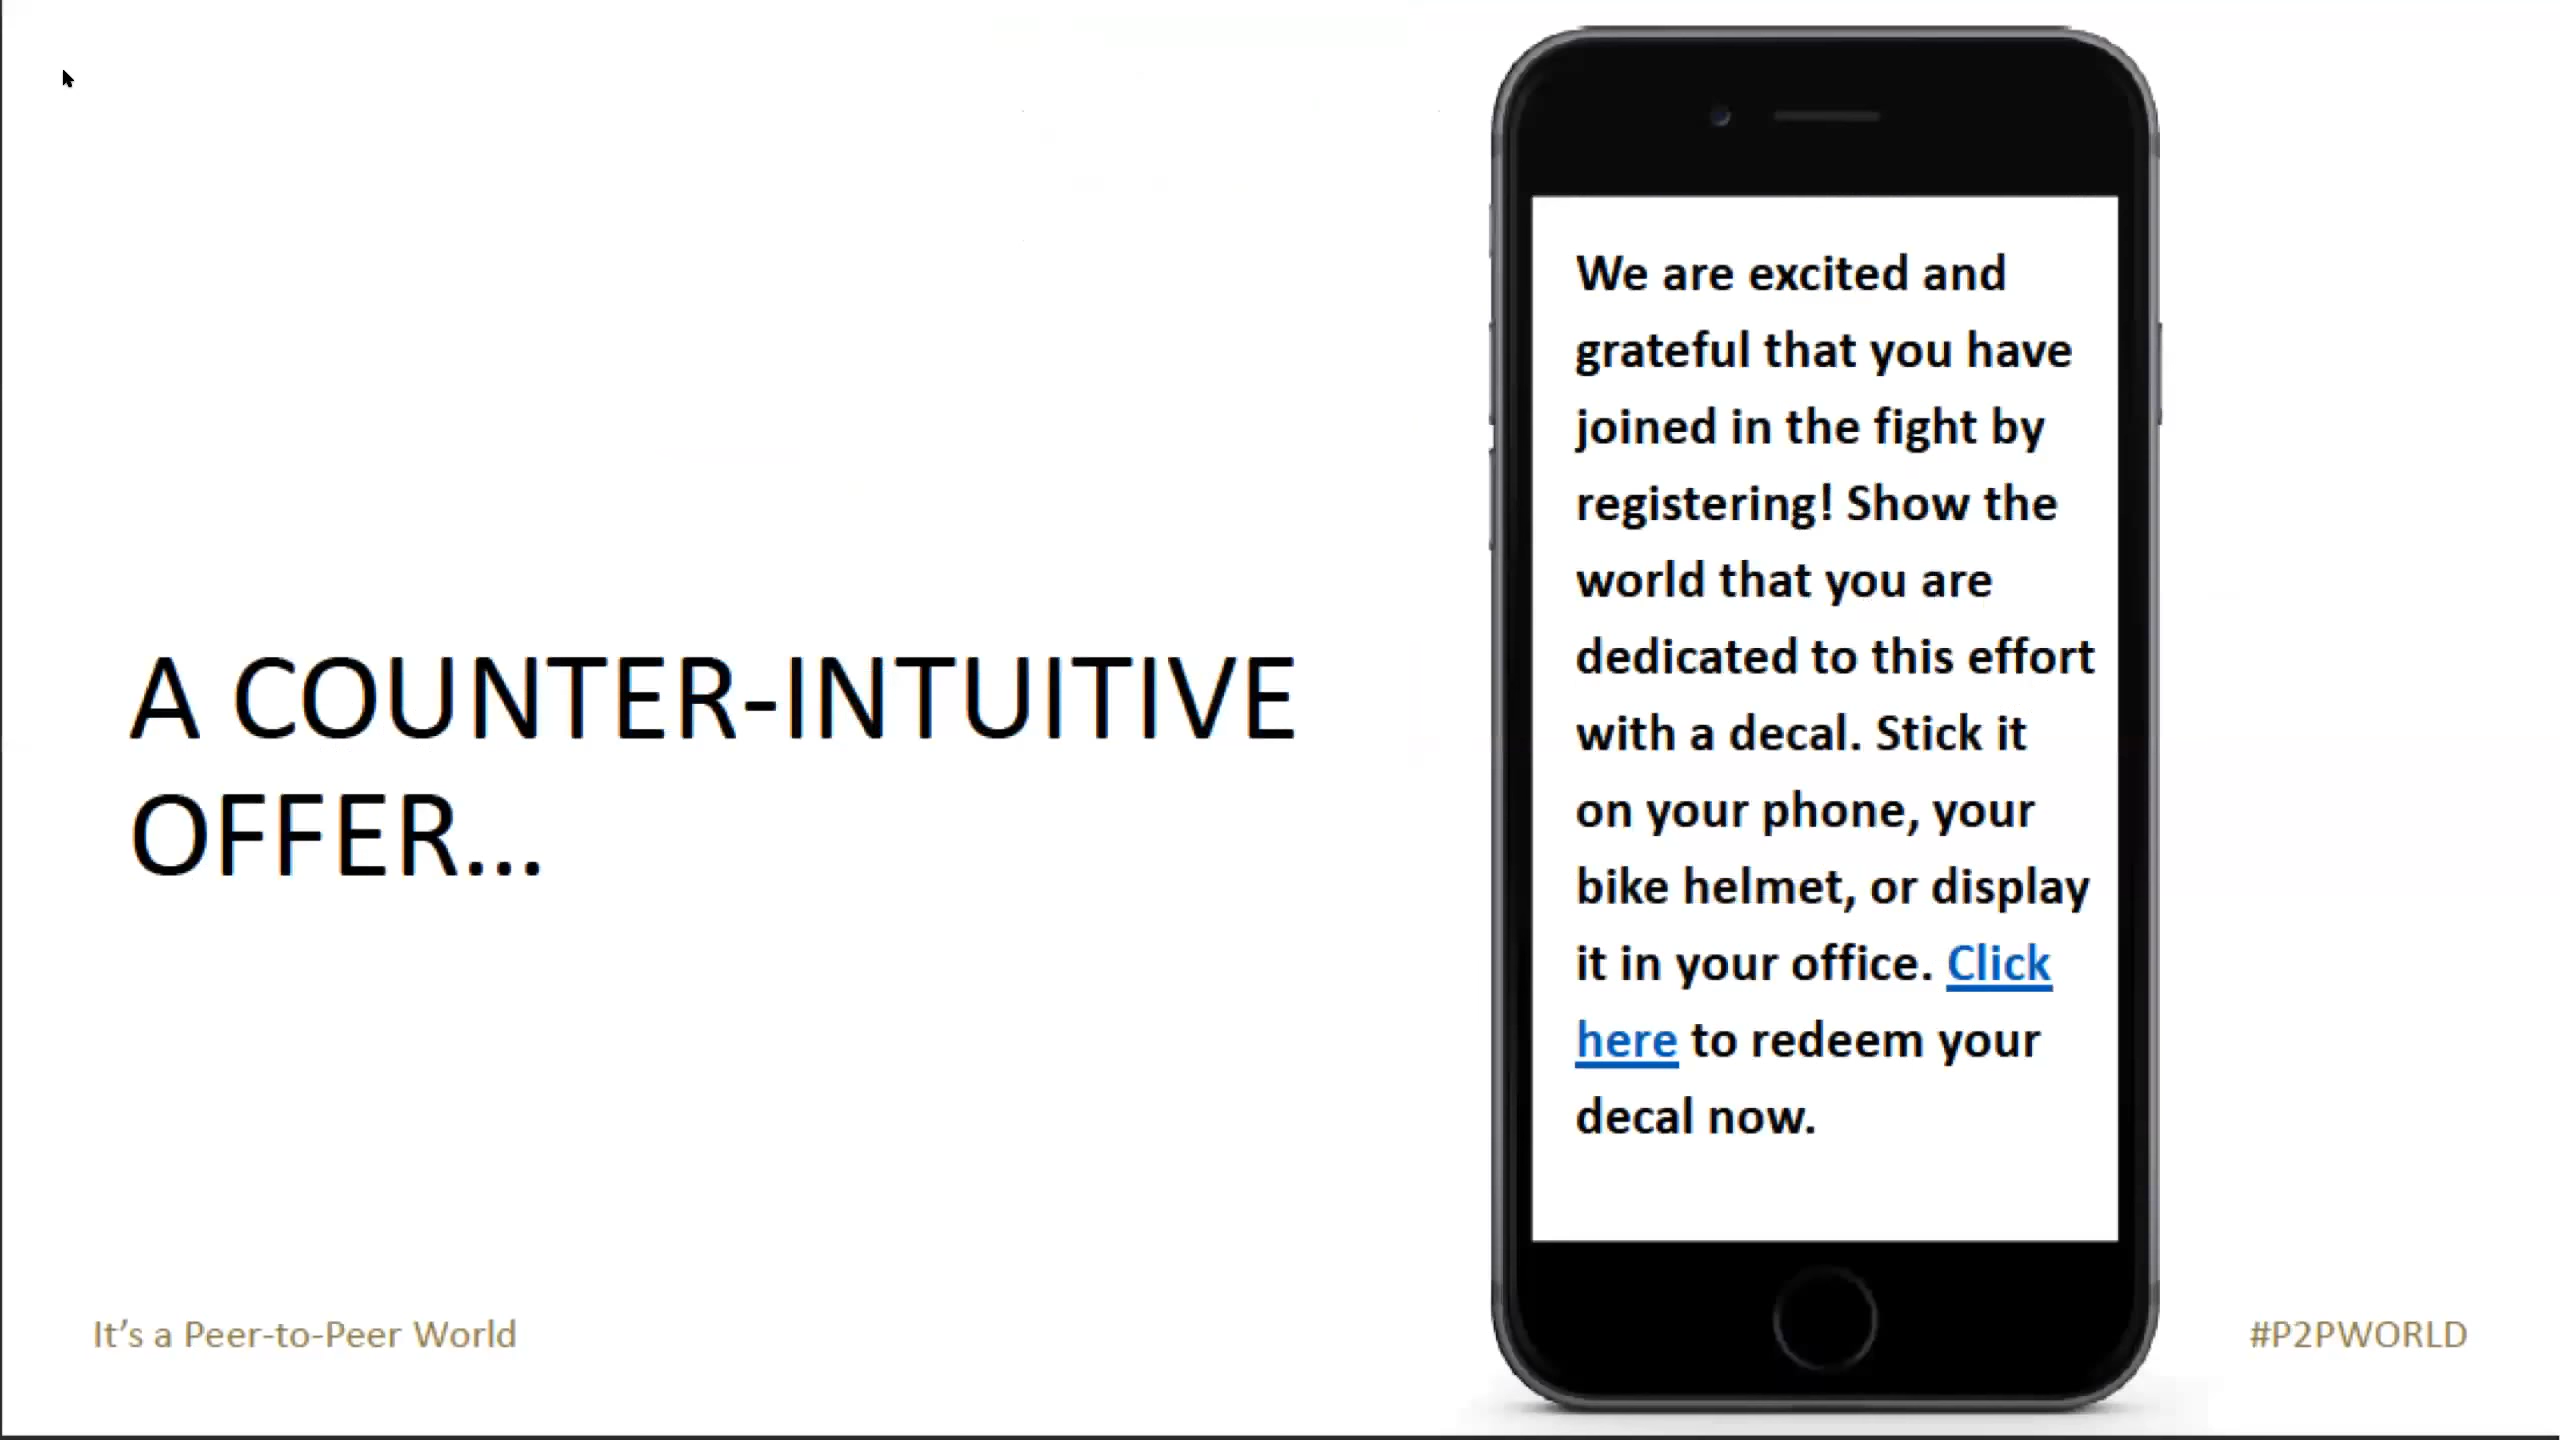 A COUNTER-INTUITIVE
OFFER...
We are excited and
grateful that you have
joined in the fight by
registering! Show the
world that you are
dedicated to this effort
with a decal. Stick it
on your phone, your
bike helmet, or display
it in your office. Click
here to redeem your
decal now.
It's a Peer-to-Peer World
#P2PWORLD